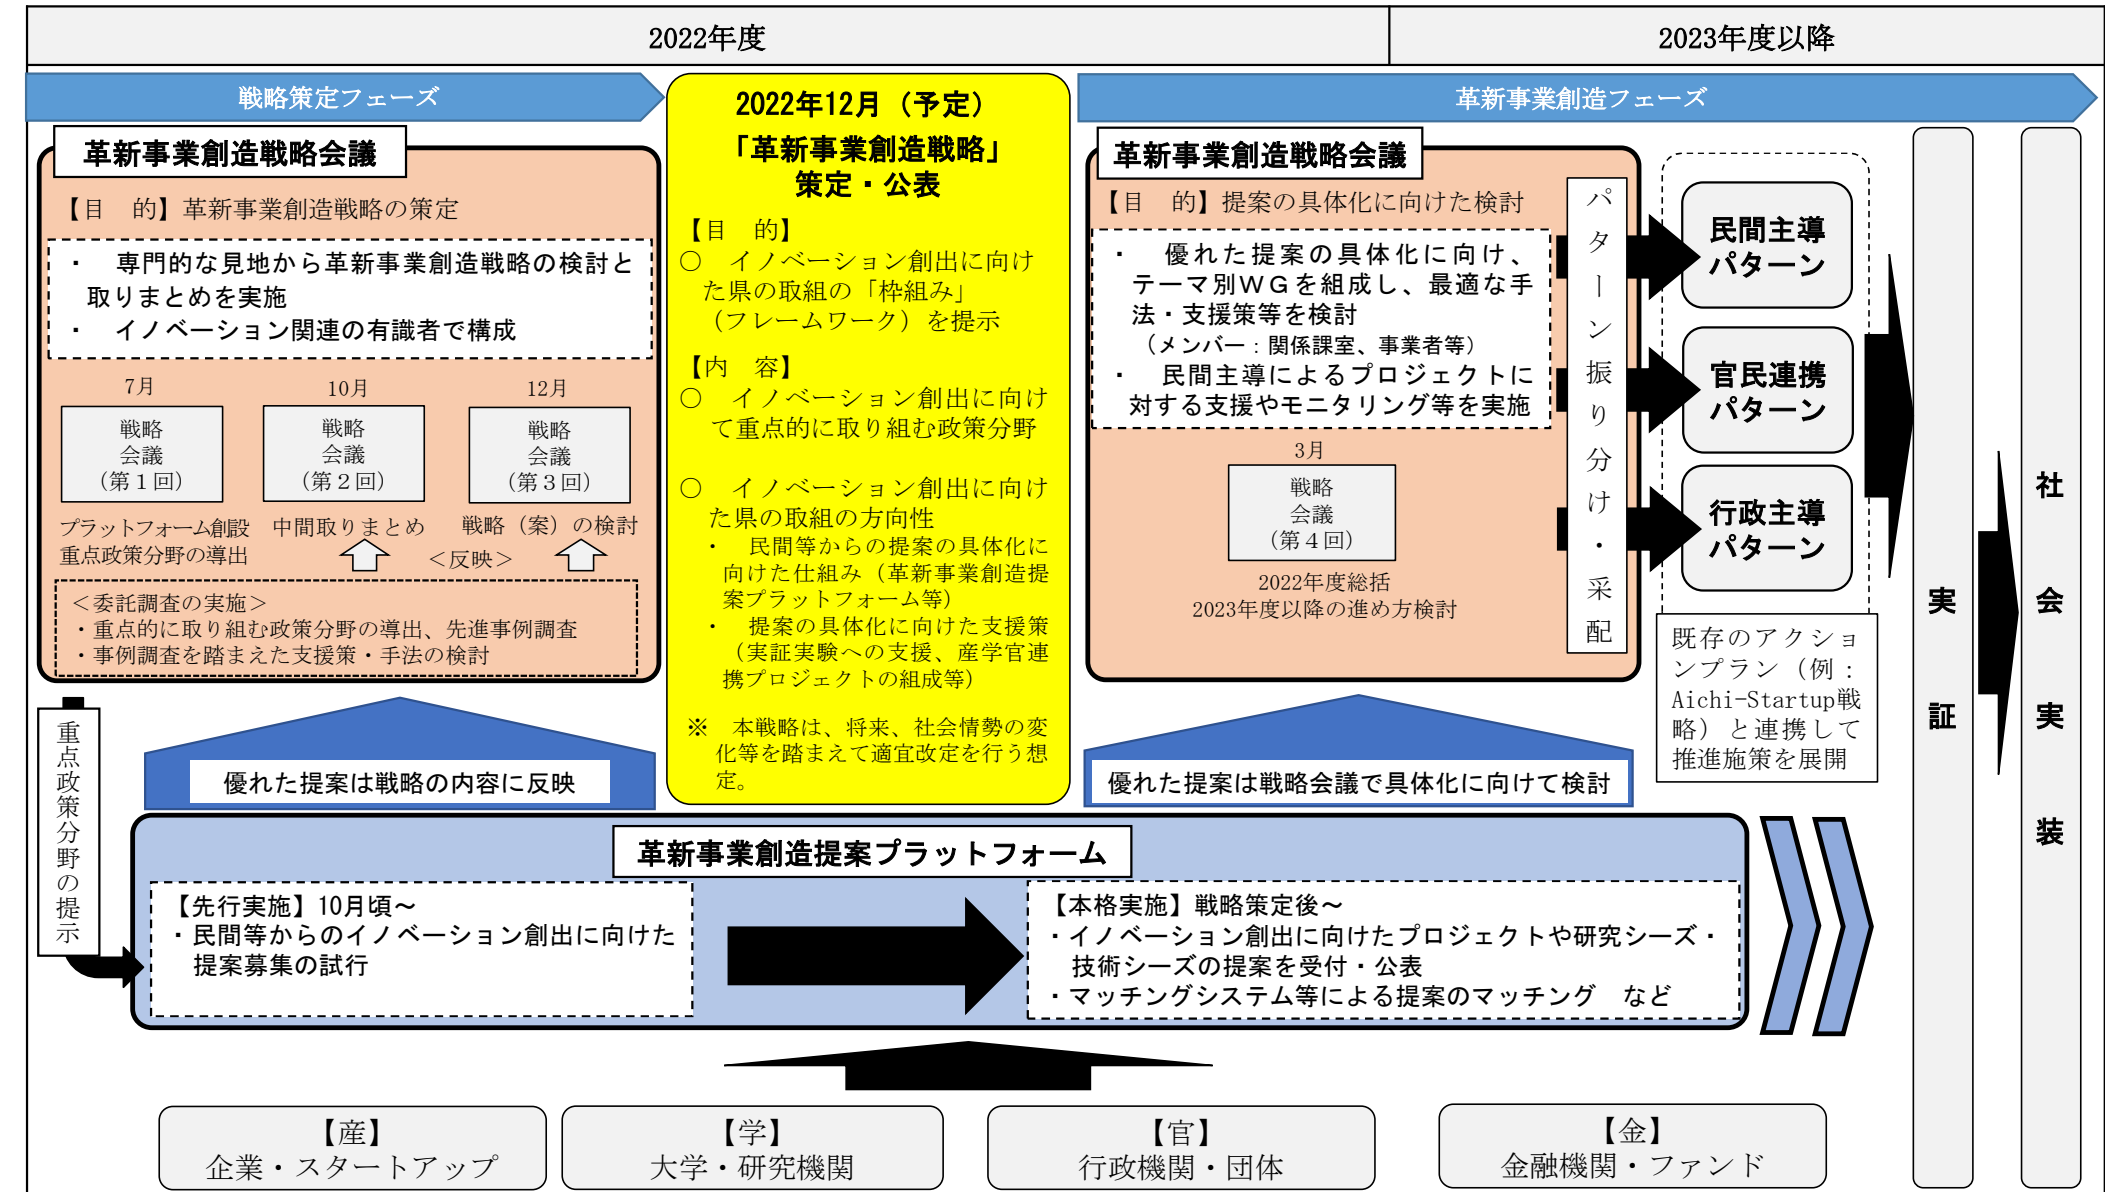 2022年度
2023年度以降
戦略策定フェーズ
革新事業創造戦略会議
【目　的】革新事業創造戦略の策定
・　専門的な見地から革新事業創造戦略の検討と
取りまとめを実施
・　イノベーション関連の有識者で構成
7月
10月
12月
戦略
会議
（第１回）
戦略
会議
（第２回）
戦略
会議
（第３回）
プラットフォーム創設
重点政策分野の導出
中間取りまとめ
戦略（案）の検討
＜反映＞
＜委託調査の実施＞
・重点的に取り組む政策分野の導出、先進事例調査
・事例調査を踏まえた支援策・手法の検討
2022年12月（予定）
「革新事業創造戦略」
策定・公表
【目　的】
○　イノベーション創出に向け
た県の取組の「枠組み」
（フレームワーク）を提示
【内　容】
○　イノベーション創出に向け
て重点的に取り組む政策分野
○　イノベーション創出に向け
た県の取組の方向性
・　民間等からの提案の具体化に
向けた仕組み（革新事業創造提
案プラットフォーム等）
・　提案の具体化に向けた支援策
（実証実験への支援、産学官連
携プロジェクトの組成等）
※　本戦略は、将来、社会情勢の変
化等を踏まえて適宜改定を行う想
定。
革新事業創造フェーズ
革新事業創造戦略会議
【目　的】提案の具体化に向けた検討
・　優れた提案の具体化に向け、
テーマ別ＷＧを組成し、最適な手
法・支援策等を検討
（メンバー：関係課室、事業者等）
・　民間主導によるプロジェクトに
対する支援やモニタリング等を実施
3月
戦略
会議
（第４回）
2022年度総括
2023年度以降の進め方検討
パターン振り分け・采配
民間主導
パターン
官民連携
パターン
行政主導
パターン
既存のアクショ
ンプラン（例：
Aichi-Startup戦
略）と連携して
推進施策を展開
実証
社会実装
重点政策分野の提示
優れた提案は戦略の内容に反映
優れた提案は戦略会議で具体化に向けて検討
革新事業創造提案プラットフォーム
【先行実施】10月頃～
・民間等からのイノベーション創出に向けた
提案募集の試行
【本格実施】戦略策定後～
・イノベーション創出に向けたプロジェクトや研究シーズ・
技術シーズの提案を受付・公表
・マッチングシステム等による提案のマッチング　など
【産】
企業・スタートアップ
【学】
大学・研究機関
【官】
行政機関・団体
【金】
金融機関・ファンド